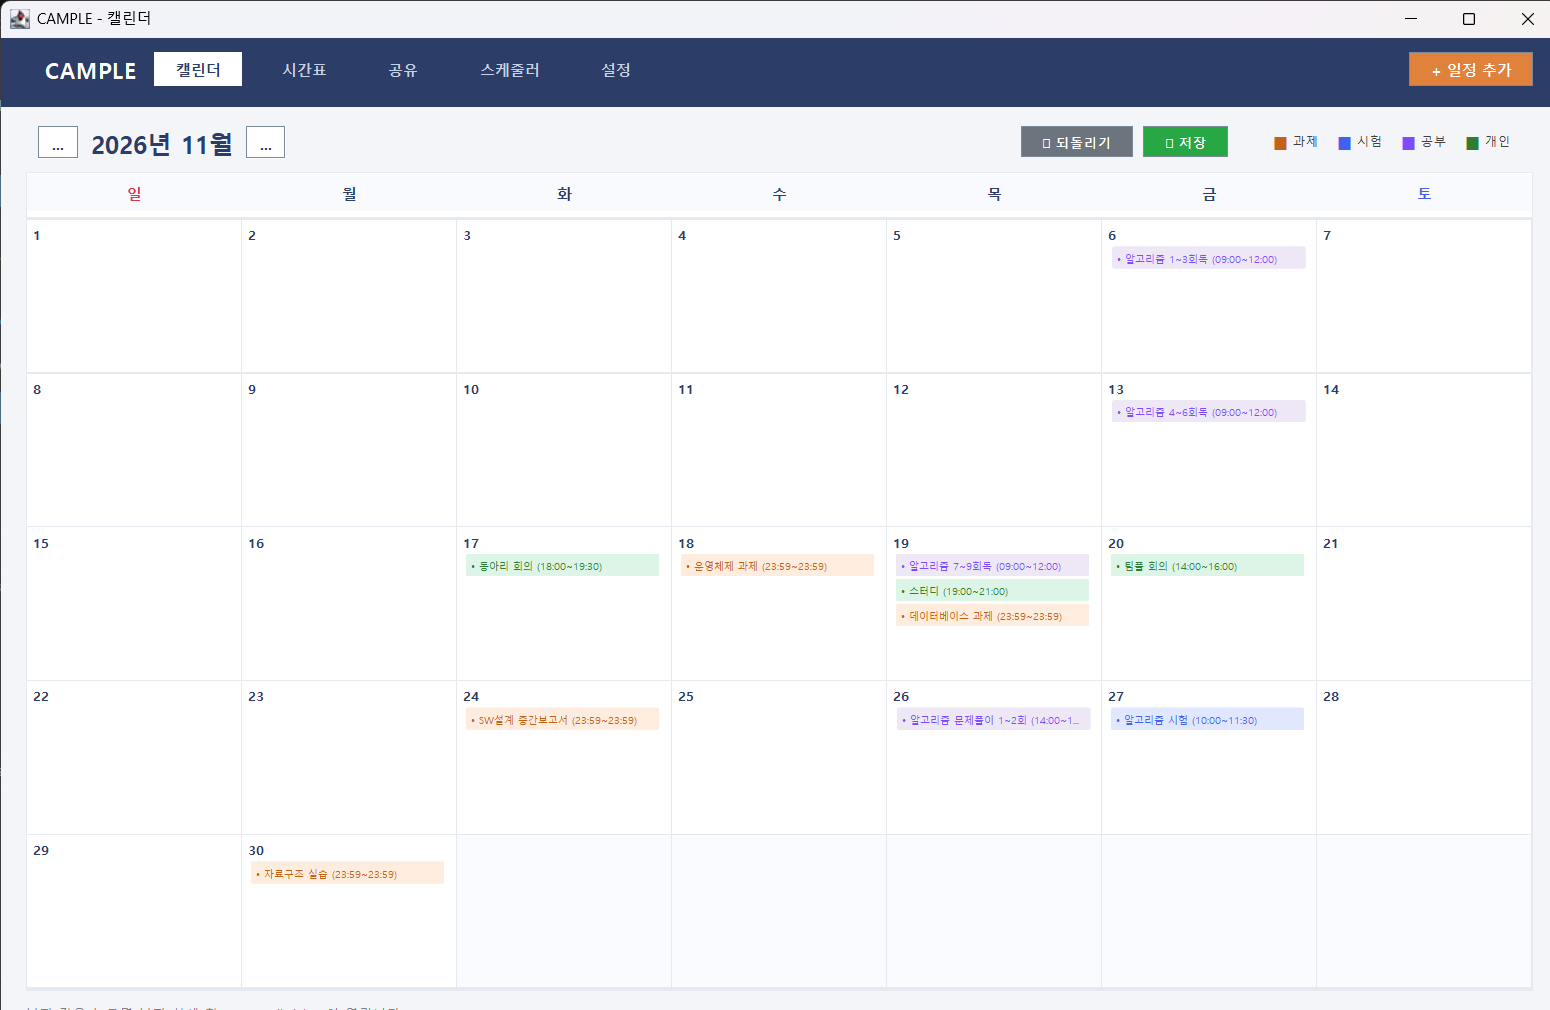 CAMPLE - 캘린더
CAMPLE 캘린더 시간표 공유 스케줄러 설정 + 일정 추가
... 2026년 11월 ... 되돌리기 저장 과제 시험 공부 개인
일 월 화 수 목 금 토
1 2 3 4 5 6 7
• 알고리즘 1~3회독 (09:00~12:00)
8 9 10 11 12 13 14
• 알고리즘 4~6회독 (09:00~12:00)
15 16 17 18 19 20 21
• 동아리 회의 (18:00~19:30) • 운영체제 과제 (23:59~23:59) • 알고리즘 7~9회독 (09:00~12:00) • 팀플 회의 (14:00~16:00)
• 스터디 (19:00~21:00)
• 데이터베이스 과제 (23:59~23:59)
22 23 24 25 26 27 28
• SW설계 중간보고서 (23:59~23:59) • 알고리즘 문제풀이 1~2회 (14:00~1... • 알고리즘 시험 (10:00~11:30)
29 30
• 자료구조 실습 (23:59~23:59)